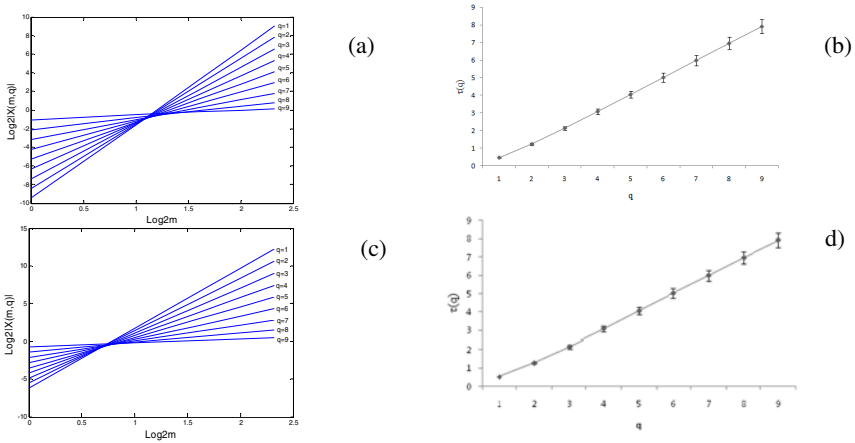 10
8
6
4
2
0
-2
-4
-6
-8
-10
Log2|X(m,q)|
0
0.5
1
1.5
2
2.5
Log2m
q=1
q=2
q=3
q=4
q=5
q=6
q=7
q=8
q=9
(a)
9
8
7
6
5
4
3
2
1
0
τ(q)
1
2
3
4
5
6
7
8
9
q
(b)
15
10
5
0
-5
-10
Log2|X(m,q)|
0
0.5
1
1.5
2
2.5
Log2m
q=1
q=2
q=3
q=4
q=5
q=6
q=7
q=8
q=9
(c)
9
8
7
6
5
4
3
2
1
0
τ(q)
1
2
3
4
5
6
7
8
9
q
d)